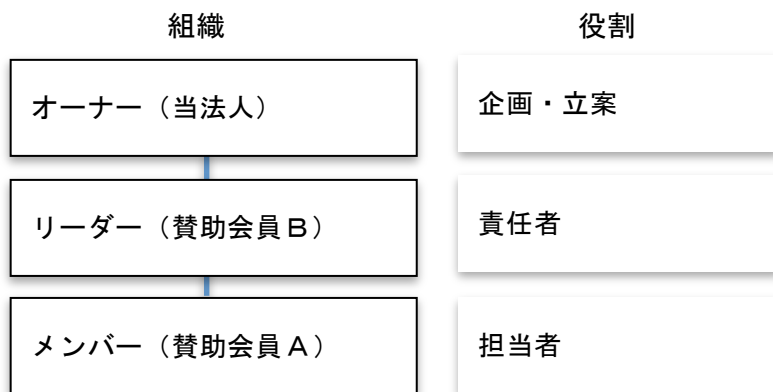 組織
役割
オーナー（当法人）
企画・立案
リーダー（賛助会員Ｂ）
責任者
メンバー（賛助会員Ａ）
担当者